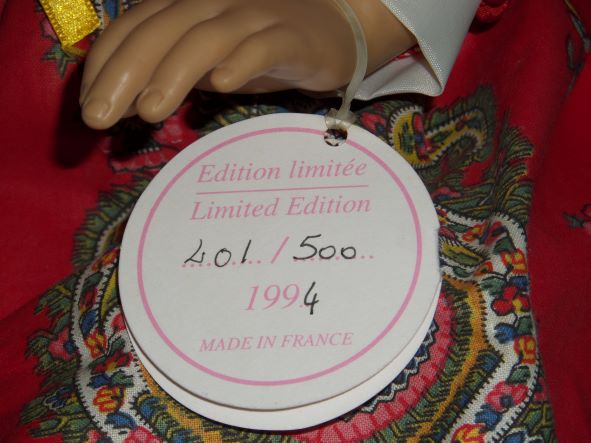 Edition limitée
Limited Edition
401 / 500
1994
MADE IN FRANCE